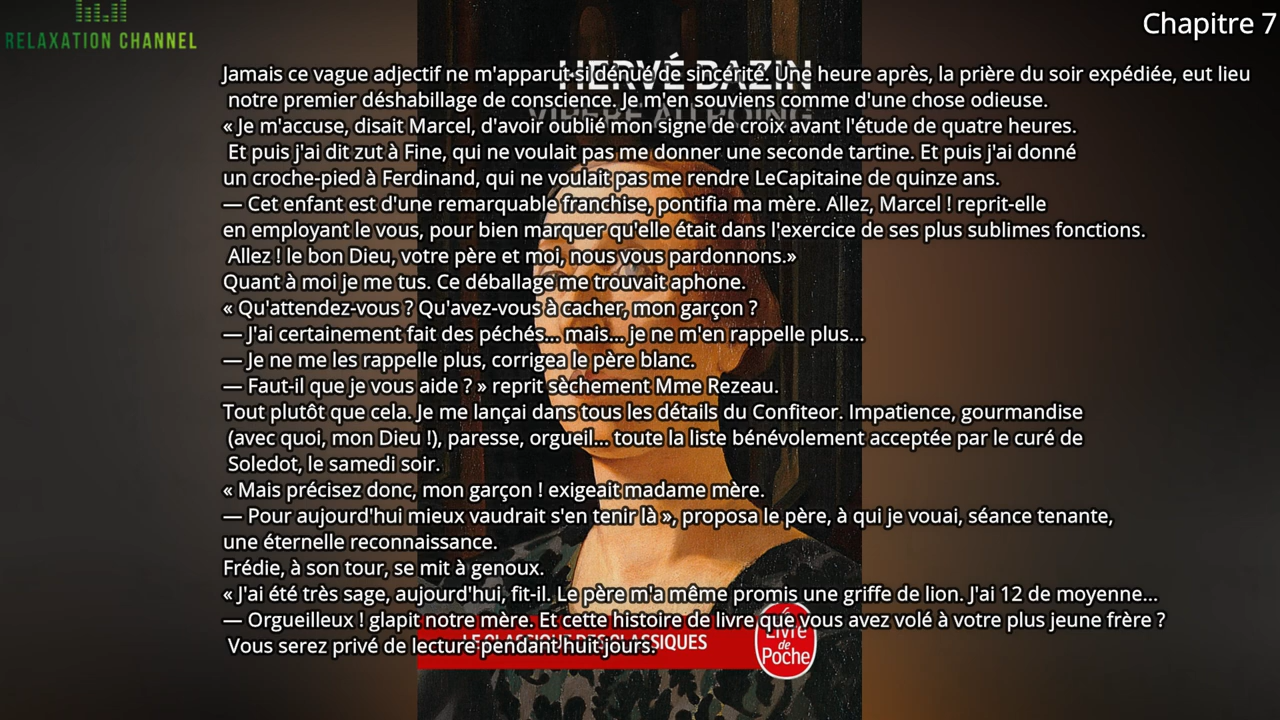 RELAXATION CHANNEL
Chapitre 7
HERVÉ BAZIN
VIPÈRE AU POING
Jamais ce vague adjectif ne m'apparut si dénué de sincérité. Une heure après, la prière du soir expédiée, eut lieu
notre premier déshabillage de conscience. Je m'en souviens comme d'une chose odieuse.
« Je m'accuse, disait Marcel, d'avoir oublié mon signe de croix avant l'étude de quatre heures.
Et puis j'ai dit zut à Fine, qui ne voulait pas me donner une seconde tartine. Et puis j'ai donné
un croche-pied à Ferdinand, qui ne voulait pas me rendre LeCapitaine de quinze ans.
— Cet enfant est d'une remarquable franchise, pontifia ma mère. Allez, Marcel ! reprit-elle
en employant le vous, pour bien marquer qu'elle était dans l'exercice de ses plus sublimes fonctions.
Allez ! le bon Dieu, votre père et moi, nous vous pardonnons.»
Quant à moi je me tus. Ce déballage me trouvait aphone.
« Qu'attendez-vous ? Qu'avez-vous à cacher, mon garçon ?
— J'ai certainement fait des péchés... mais... je ne m'en rappelle plus...
— Je ne me les rappelle plus, corrigea le père blanc.
— Faut-il que je vous aide ? » reprit sèchement Mme Rezeau.
Tout plutôt que cela. Je me lançai dans tous les détails du Confiteor. Impatience, gourmandise
(avec quoi, mon Dieu !), paresse, orgueil... toute la liste bénévolement acceptée par le curé de
Soledot, le samedi soir.
« Mais précisez donc, mon garçon ! exigeait madame mère.
— Pour aujourd'hui mieux vaudrait s'en tenir là », proposa le père, à qui je vouai, séance tenante,
une éternelle reconnaissance.
Frédie, à son tour, se mit à genoux.
« J'ai été très sage, aujourd'hui, fit-il. Le père m'a même promis une griffe de lion. J'ai 12 de moyenne...
— Orgueilleux ! glapit notre mère. Et cette histoire de livre que vous avez volé à votre plus jeune frère ?
Vous serez privé de lecture pendant huit jours.
LE CLASSIQUE DES CLASSIQUES
Livre
de
Poche